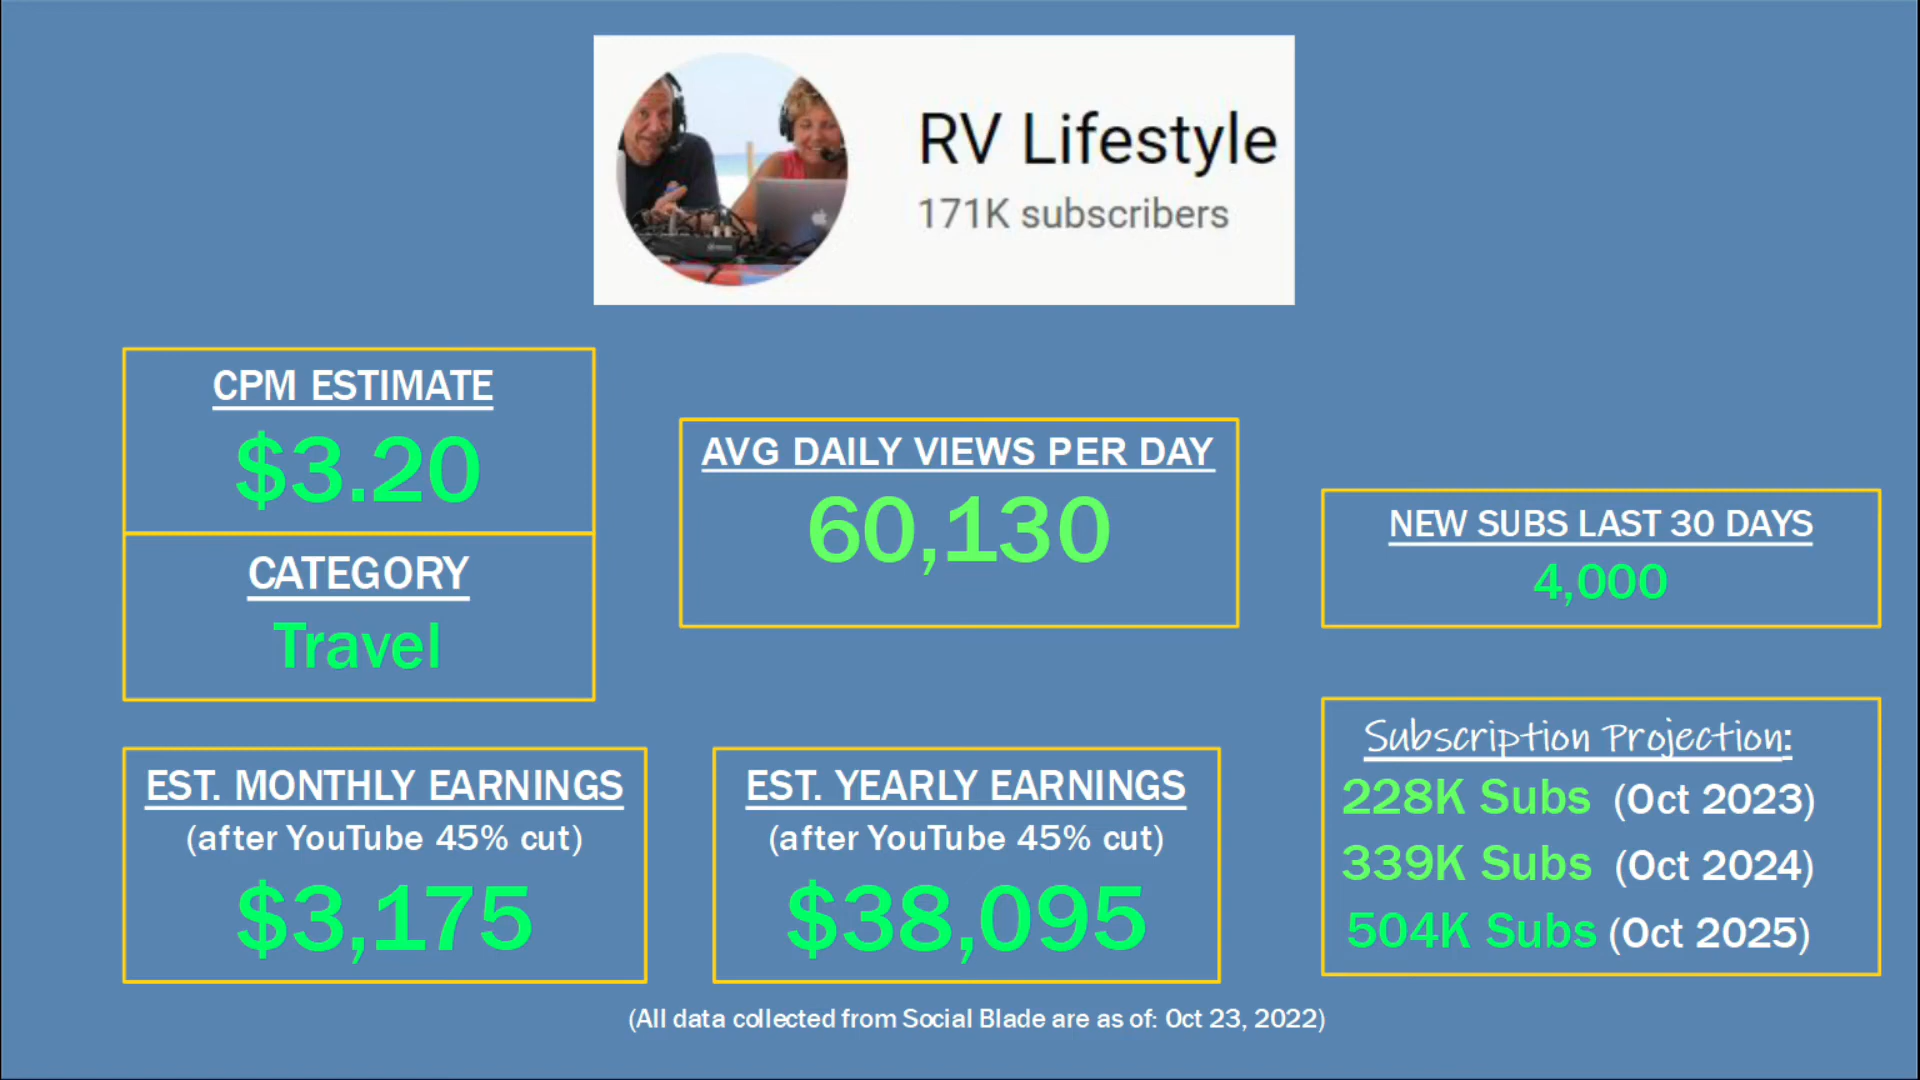 RV Lifestyle
171K subscribers
CPM ESTIMATE
$3.20
CATEGORY
Travel
AVG DAILY VIEWS PER DAY
60,130
NEW SUBS LAST 30 DAYS
4,000
EST. MONTHLY EARNINGS
(after YouTube 45% cut)
$3,175
EST. YEARLY EARNINGS
(after YouTube 45% cut)
$38,095
Subscription Projection:
228K Subs (Oct 2023)
339K Subs (Oct 2024)
504K Subs (Oct 2025)
(All data collected from Social Blade are as of: Oct 23, 2022)